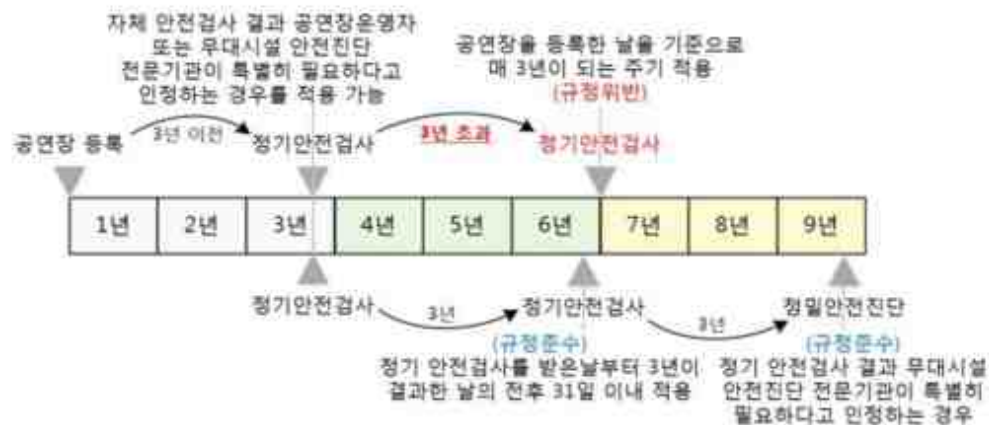 자체 안전검사 결과 공연장운영자
또는 무대시설 안전진단
전문기관이 특별히 필요하다고
인정하는 경우를 적용 가능
공연장을 등록한 날을 기준으로
매 3년이 되는 주기 적용
(규정위반)
공연장 등록
3년 이전
정기안전검사
3년 초과
정기안전검사
1년 2년 3년 4년 5년 6년 7년 8년 9년
정기안전검사
3년
정기안전검사
3년
정밀안전진단
(규정준수)
정기 안전검사를 받은날부터 3년이
결과한 날의 전후 31일 이내 적용
(규정준수)
정기 안전검사 결과 무대시설
안전진단 전문기관이 특별히
필요하다고 인정하는 경우